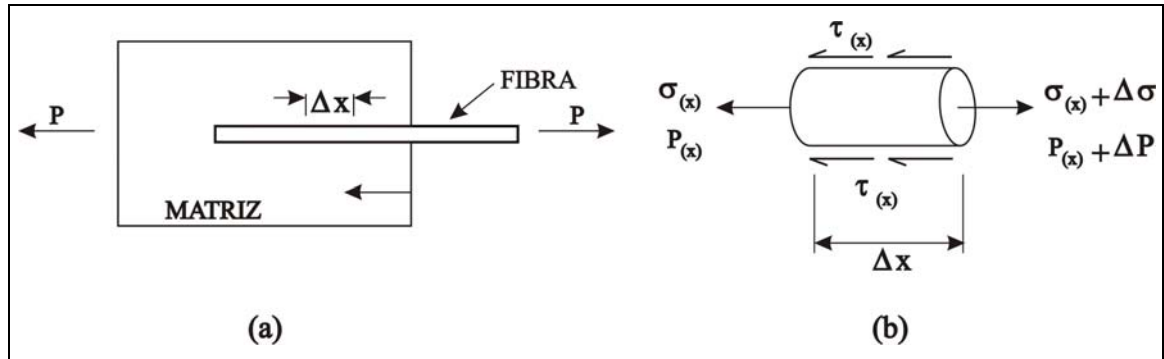 P
Δx
FIBRA
P
MATRIZ
(a)
τ(x)
σ(x)
P(x)
σ(x) + Δσ
P(x) + ΔP
τ(x)
Δx
(b)